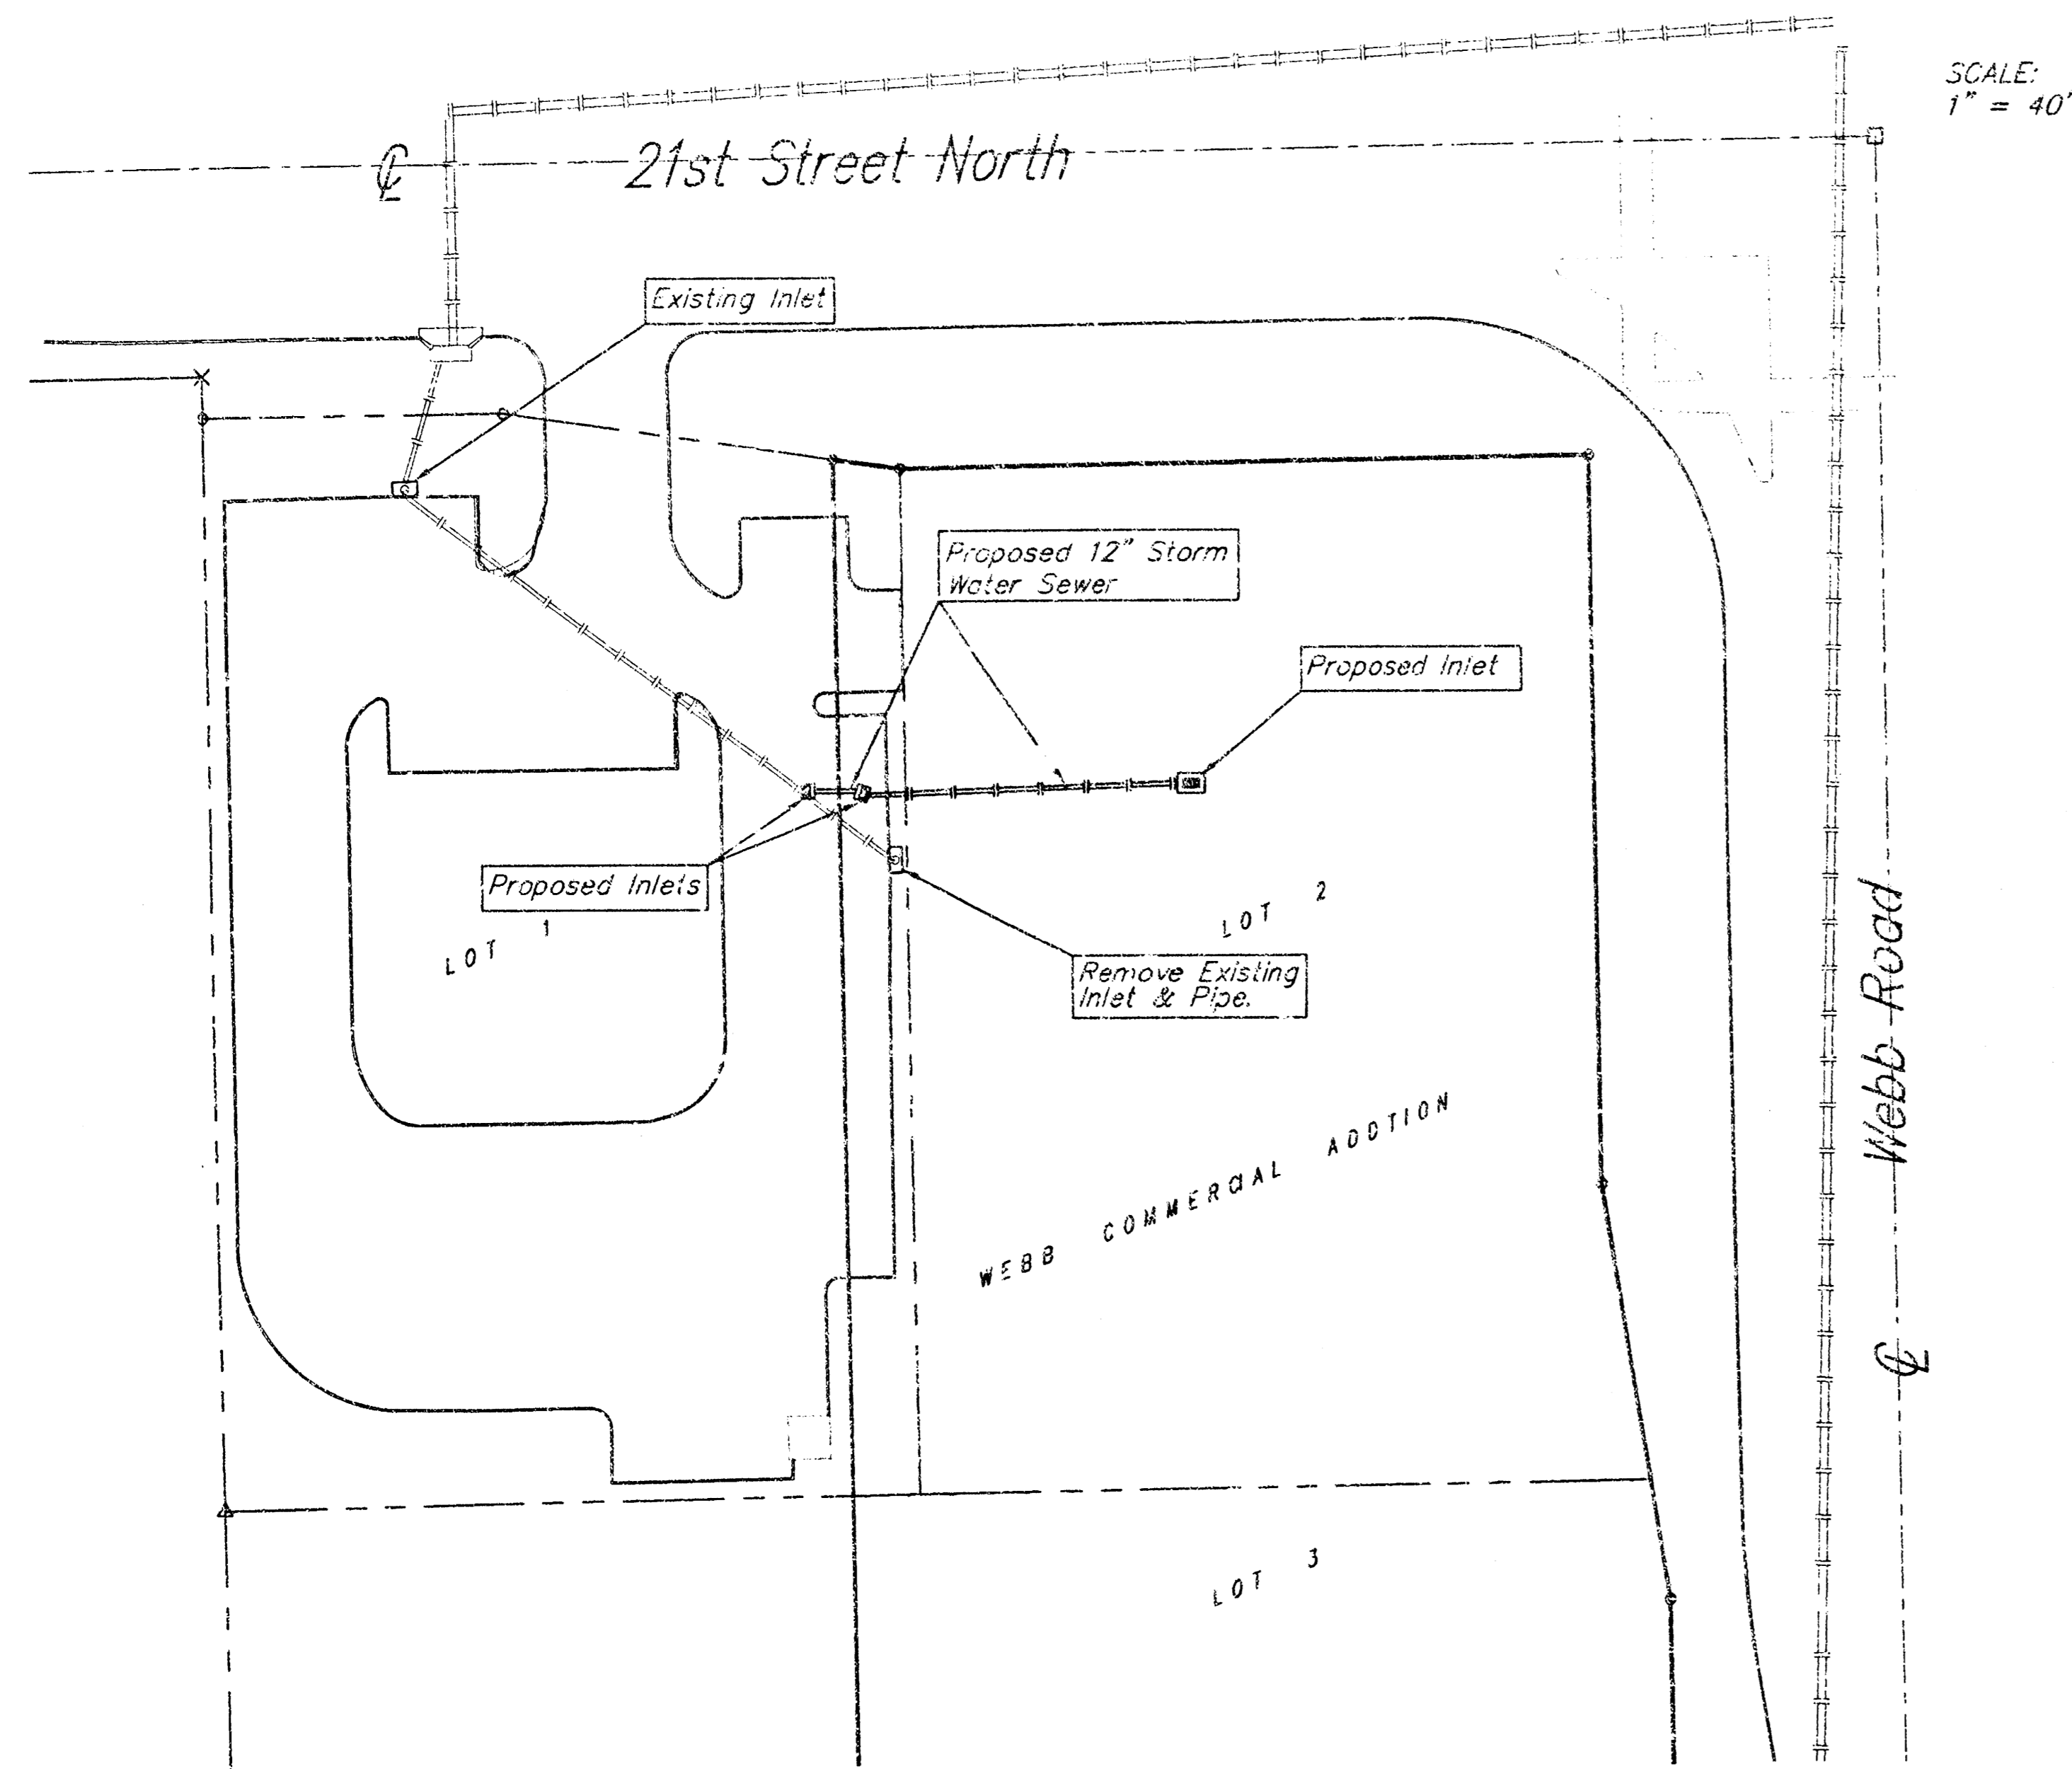 SCALE:
1" = 40'
℄
21st Street North
Existing Inlet
Proposed 12" Storm
Water Sewer
Proposed Inlet
Proposed Inlets
LOT 1
LOT 2
Remove Existing
Inlet & Pipe.
Webb Road
WEBB COMMERCIAL ADDTION
℄
LOT 3